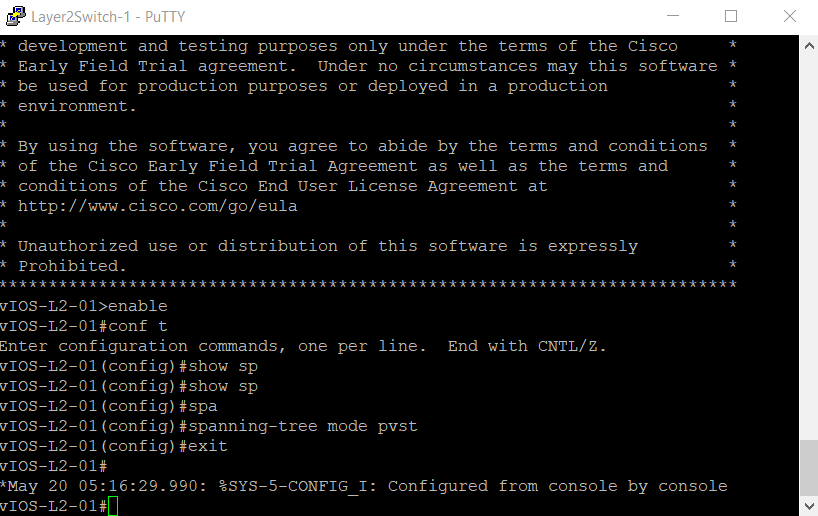 Layer2Switch-1 - PuTTY
* development and testing purposes only under the terms of the Cisco *
* Early Field Trial agreement.  Under no circumstances may this software *
* be used for production purposes or deployed in a production *
* environment. *
* *
* By using the software, you agree to abide by the terms and conditions *
* of the Cisco Early Field Trial Agreement as well as the terms and *
* conditions of the Cisco End User License Agreement at *
* http://www.cisco.com/go/eula *
* *
* Unauthorized use or distribution of this software is expressly *
* Prohibited. *
**************************************************************************
vIOS-L2-01>enable
vIOS-L2-01#conf t
Enter configuration commands, one per line.  End with CNTL/Z.
vIOS-L2-01(config)#show sp
vIOS-L2-01(config)#show sp
vIOS-L2-01(config)#spa
vIOS-L2-01(config)#spanning-tree mode pvst
vIOS-L2-01(config)#exit
vIOS-L2-01#
*May 20 05:16:29.990: %SYS-5-CONFIG_I: Configured from console by console
vIOS-L2-01#